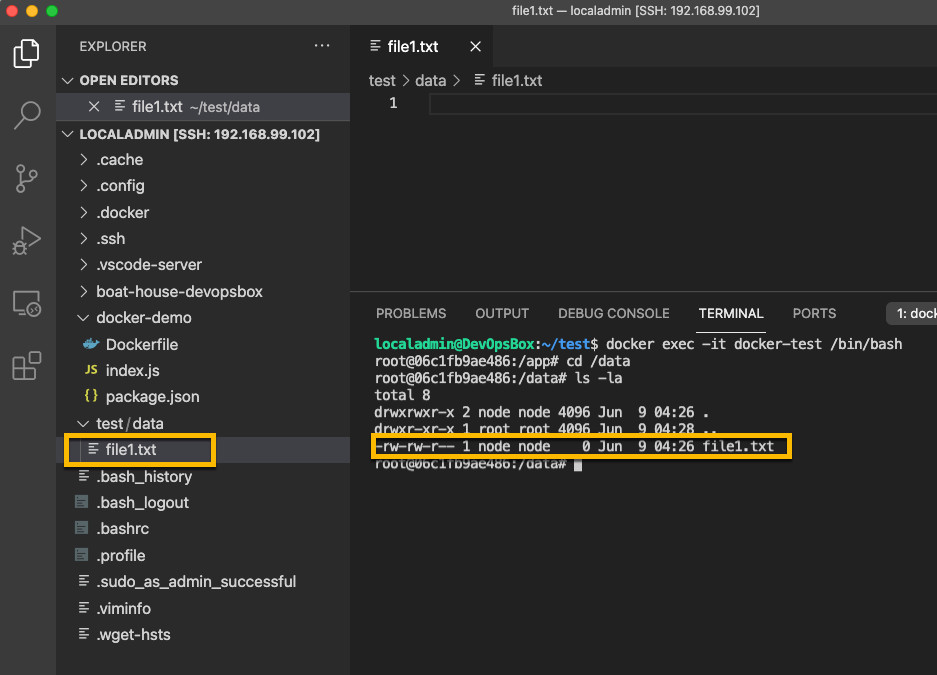 file1.txt — localadmin [SSH: 192.168.99.102]
EXPLORER
OPEN EDITORS
file1.txt ~/test/data
LOCALADMIN [SSH: 192.168.99.102]
.cache
.config
.docker
.ssh
.vscode-server
boat-house-devopsbox
docker-demo
Dockerfile
JS index.js
{} package.json
test/data
file1.txt
.bash_history
.bash_logout
.bashrc
.profile
.sudo_as_admin_successful
.viminfo
.wget-hsts
file1.txt
test > data > file1.txt
1
PROBLEMS OUTPUT DEBUG CONSOLE TERMINAL PORTS 1: dock
localadmin@DevOpsBox:~/test$ docker exec -it docker-test /bin/bash
root@06c1fb9ae486:/app# cd /data
root@06c1fb9ae486:/data# ls -la
total 8
drwxrwxr-x 2 node node 4096 Jun  9 04:26 .
drwxr-xr-x 1 root root 4096 Jun  9 04:28 ..
-rw-rw-r-- 1 node node    0 Jun  9 04:26 file1.txt
root@06c1fb9ae486:/data#